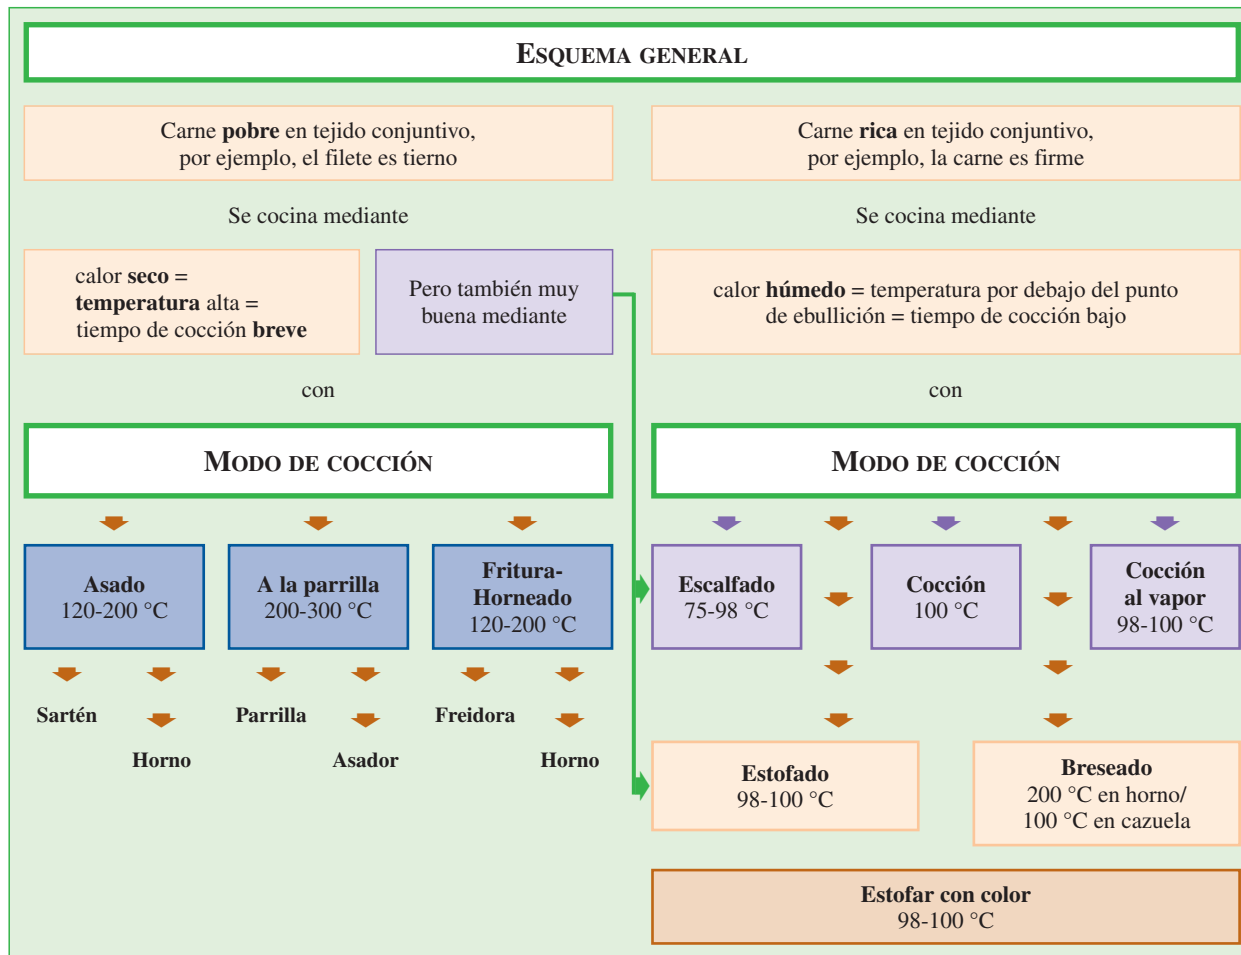 ESQUEMA GENERAL
Carne pobre en tejido conjuntivo,
por ejemplo, el filete es tierno
Carne rica en tejido conjuntivo,
por ejemplo, la carne es firme
Se cocina mediante
Se cocina mediante
calor seco =
temperatura alta =
tiempo de cocción breve
Pero también muy
buena mediante
calor húmedo = temperatura por debajo del punto
de ebullición = tiempo de cocción bajo
con
con
MODO DE COCCIÓN
MODO DE COCCIÓN
Asado
120-200 °C
A la parrilla
200-300 °C
Fritura-
Horneado
120-200 °C
Escalfado
75-98 °C
Cocción
100 °C
Cocción
al vapor
98-100 °C
Sartén
Horno
Parrilla
Asador
Freidora
Horno
Estofado
98-100 °C
Breseado
200 °C en horno/
100 °C en cazuela
Estofar con color
98-100 °C